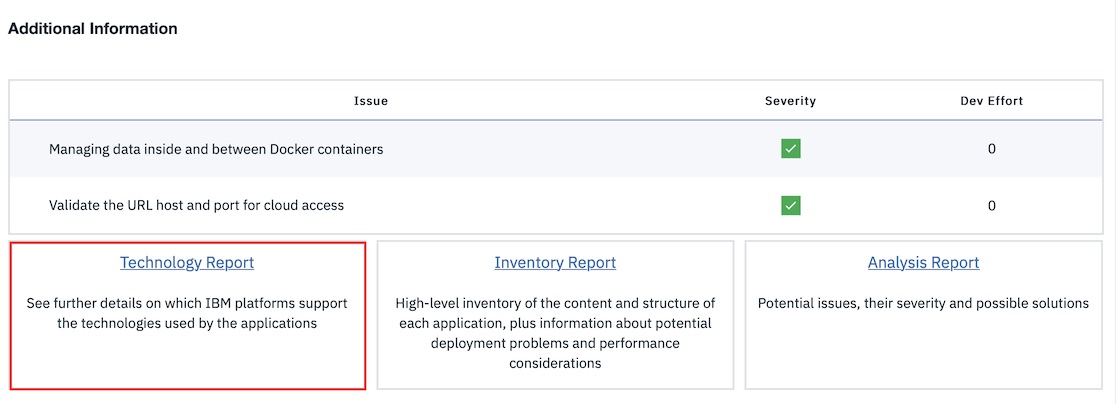 Additional Information
Issue Severity Dev Effort
Managing data inside and between Docker containers 0
Validate the URL host and port for cloud access 0
Technology Report
See further details on which IBM platforms support
the technologies used by the applications
Inventory Report
High-level inventory of the content and structure of
each application, plus information about potential
deployment problems and performance
considerations
Analysis Report
Potential issues, their severity and possible solutions